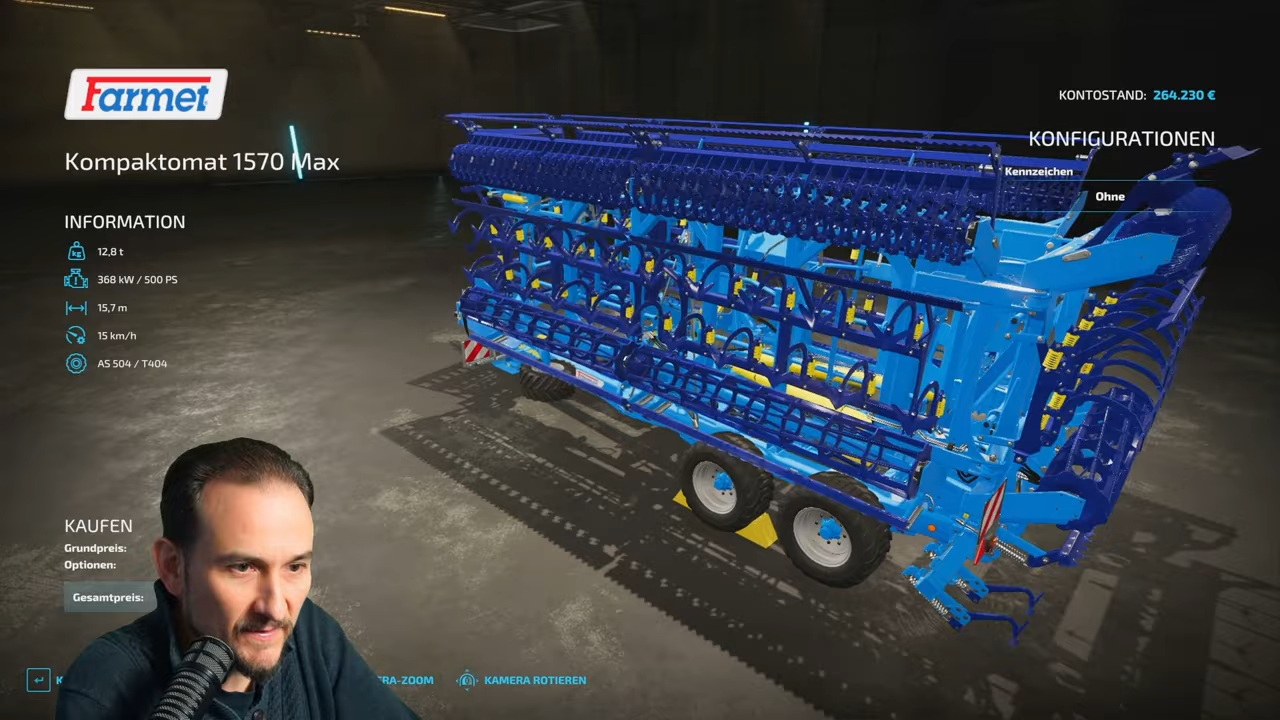 Farmet
Kompaktomat 1570 Max
INFORMATION
12,8 t
368 kW / 500 PS
15,7 m
15 km/h
AS 504 / T404
KONTOSTAND: 264.230 €
KONFIGURATIONEN
Kennzeichen
Ohne
KAUFEN
Grundpreis:
Optionen:
Gesamtpreis:
KAMERA ROTIEREN